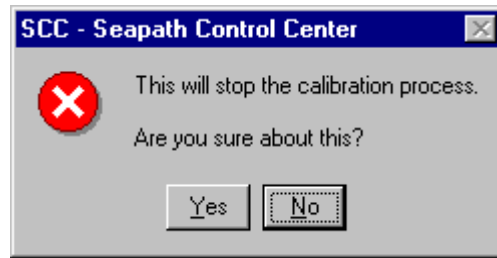 SCC - Seapath Control Center
This will stop the calibration process.
Are you sure about this?
Yes No